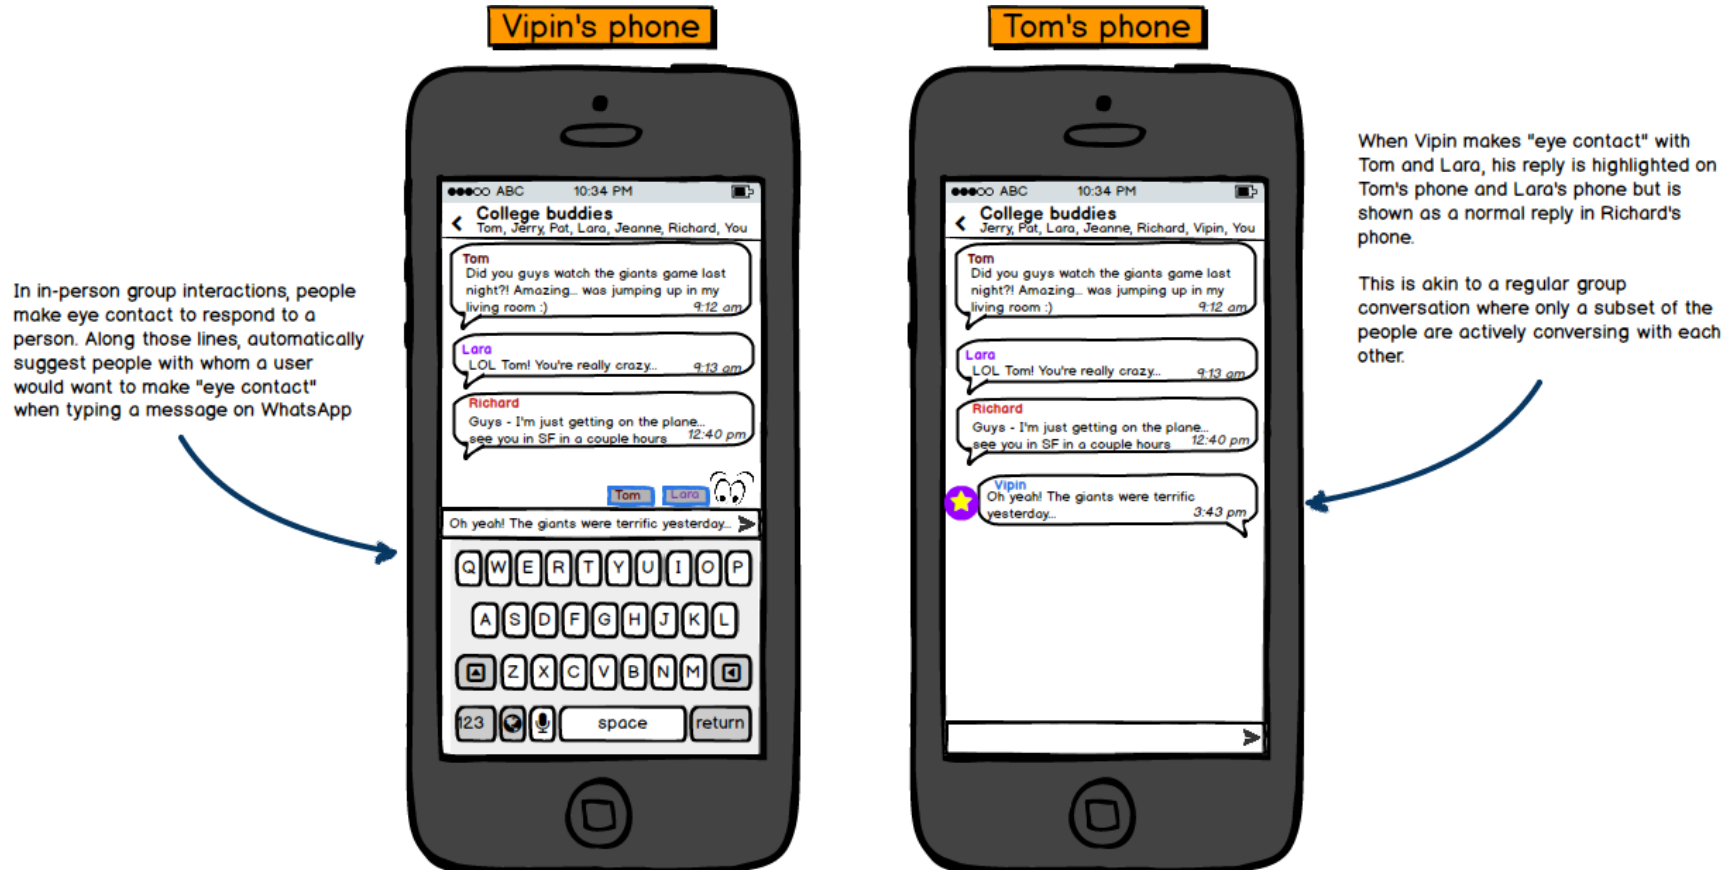 Vipin's phone
Tom's phone
In in-person group interactions, people
make eye contact to respond to a
person. Along those lines, automatically
suggest people with whom a user
would want to make "eye contact"
when typing a message on WhatsApp
ABC 10:34 PM
College buddies
Tom, Jerry, Pat, Lara, Jeanne, Richard, You
Tom
Did you guys watch the giants game last
night?! Amazing... was jumping up in my
living room :) 9:12 am
Lara
LOL Tom! You're really crazy... 9:13 am
Richard
Guys - I'm just getting on the plane...
see you in SF in a couple hours 12:40 pm
Tom Lara
Oh yeah! The giants were terrific yesterday...
Q W E R T Y U I O P
A S D F G H J K L
Z X C V B N M
123 space return
ABC 10:34 PM
College buddies
Jerry, Pat, Lara, Jeanne, Richard, Vipin, You
Tom
Did you guys watch the giants game last
night?! Amazing... was jumping up in my
living room :) 9:12 am
Lara
LOL Tom! You're really crazy... 9:13 am
Richard
Guys - I'm just getting on the plane...
see you in SF in a couple hours 12:40 pm
Vipin
Oh yeah! The giants were terrific
yesterday... 3:43 pm
When Vipin makes "eye contact" with
Tom and Lara, his reply is highlighted on
Tom's phone and Lara's phone but is
shown as a normal reply in Richard's
phone.
This is akin to a regular group
conversation where only a subset of the
people are actively conversing with each
other.